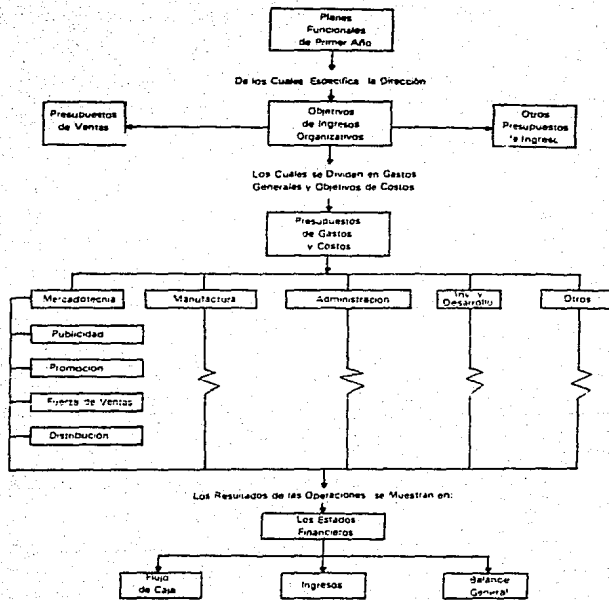 Planes
Funcionales
de Primer Año
De los Cuales Especifica la Dirección
Presupuestos
de Ventas
Objetivos
de Ingresos
Organizativos
Otros
Presupuestos
de Ingreso
Los Cuales se Dividen en Gastos
Generales y Objetivos de Costos
Presupuestos
de Gastos
y Costos
Mercadotecnia
Manufactura
Administración
Inv. y
Desarrollo
Otros
Publicidad
Promoción
Fuerza de Ventas
Distribución
Los Resultados de las Operaciones se Muestran en:
Los Estados
Financieros
Flujo
de Caja
Ingresos
Balance
General